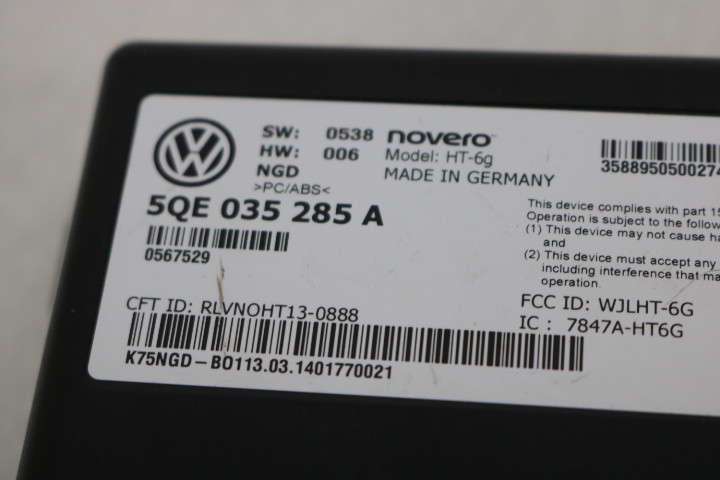 SW: 0538 novero
HW: 006 Model: HT-6g
NGD MADE IN GERMANY
>PC/ABS<
5QE 035 285 A
0567529
CFT ID: RLVNOHT13-0888
K75NGD-B0113.03.1401770021
3588950500274
This device complies with part 15
Operation is subject to the followi
(1) This device may not cause ha
and
(2) This device must accept any
including interference that ma
operation.
FCC ID: WJLHT-6G
IC : 7847A-HT6G